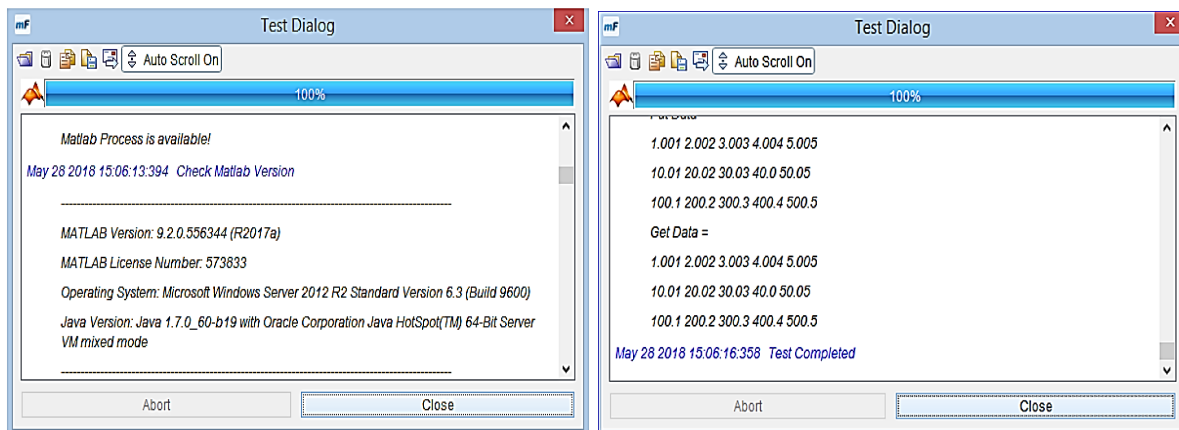 mF Test Dialog
Auto Scroll On
100%
Matlab Process is available!
May 28 2018 15:06:13:394 Check Matlab Version
MATLAB Version: 9.2.0.556344 (R2017a)
MATLAB License Number: 573833
Operating System: Microsoft Windows Server 2012 R2 Standard Version 6.3 (Build 9600)
Java Version: Java 1.7.0_60-b19 with Oracle Corporation Java HotSpot(TM) 64-Bit Server
VM mixed mode
Abort Close
mF Test Dialog
Auto Scroll On
100%
Put Data
1.001 2.002 3.003 4.004 5.005
10.01 20.02 30.03 40.0 50.05
100.1 200.2 300.3 400.4 500.5
Get Data =
1.001 2.002 3.003 4.004 5.005
10.01 20.02 30.03 40.0 50.05
100.1 200.2 300.3 400.4 500.5
May 28 2018 15:06:16:358 Test Completed
Abort Close